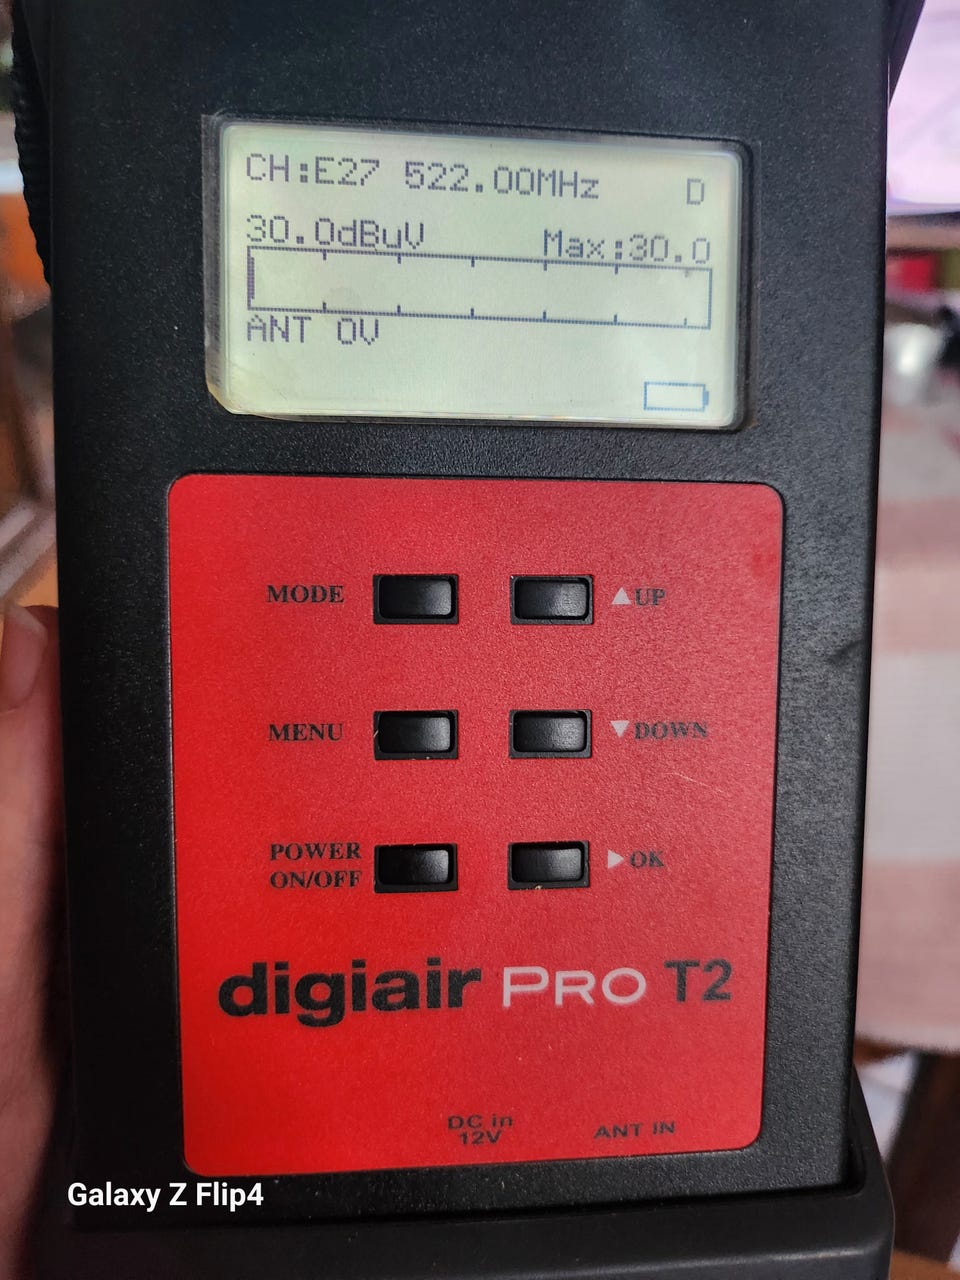 CH:E27 522.00MHz D
30.0dBuV Max:30.0
ANT 0V
MODE ▲UP
MENU ▼DOWN
POWER
ON/OFF ▶OK
digiair PRO T2
DC in
12V
ANT IN
Galaxy Z Flip4